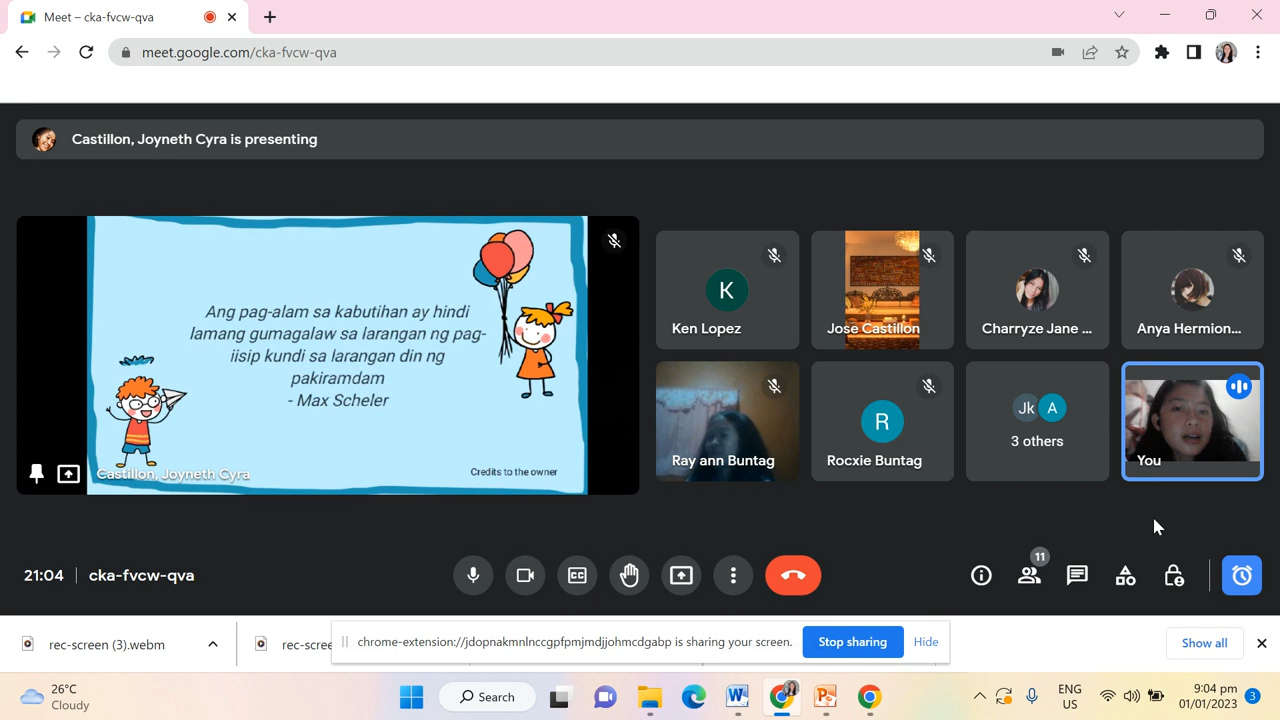 Meet – cka-fvcw-qva
meet.google.com/cka-fvcw-qva
Castillon, Joyneth Cyra is presenting
Ang pag-alam sa kabutihan ay hindi
lamang gumagalaw sa larangan ng pag-
iisip kundi sa larangan din ng
pakiramdam
- Max Scheler
Credits to the owner
Castillon, Joyneth Cyra
K
Ken Lopez
Jose Castillon
Charryze Jane ...
Anya Hermion...
Ray ann Buntag
R
Rocxie Buntag
Jk A
3 others
You
21:04 | cka-fvcw-qva
11
rec-screen (3).webm
rec-scree
chrome-extension://jdopnakmnlnccgpfpmjmdjjohmcdgabp is sharing your screen.
Stop sharing
Hide
Show all
26°C
Cloudy
Search
ENG
US
9:04 pm
01/01/2023
3